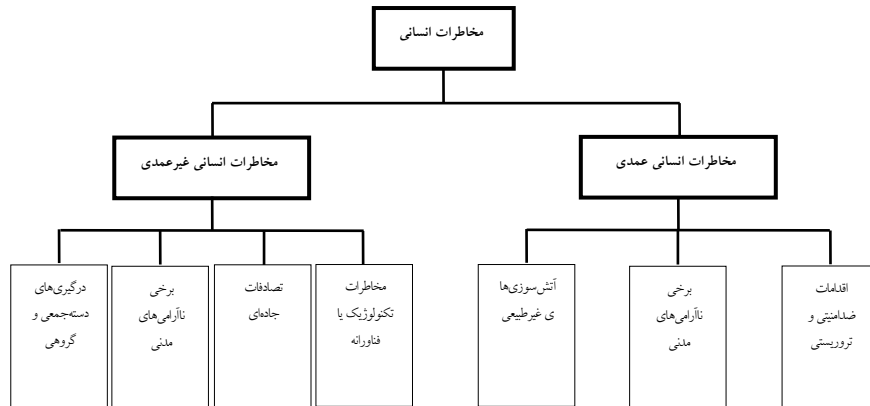 مخاطرات انسانی
مخاطرات انسانی عمدی
مخاطرات انسانی غیرعمدی
اقدامات
ضدامنیتی و
تروریستی
برخی
ناآرامی‌های
مدنی
آتش‌سوزی‌ها
ی غیرطبیعی
مخاطرات
تکنولوژیک یا
فناورانه
تصادفات
جاده‌ای
برخی
ناآرامی‌های
مدنی
درگیری‌های
دسته‌جمعی و
گروهی